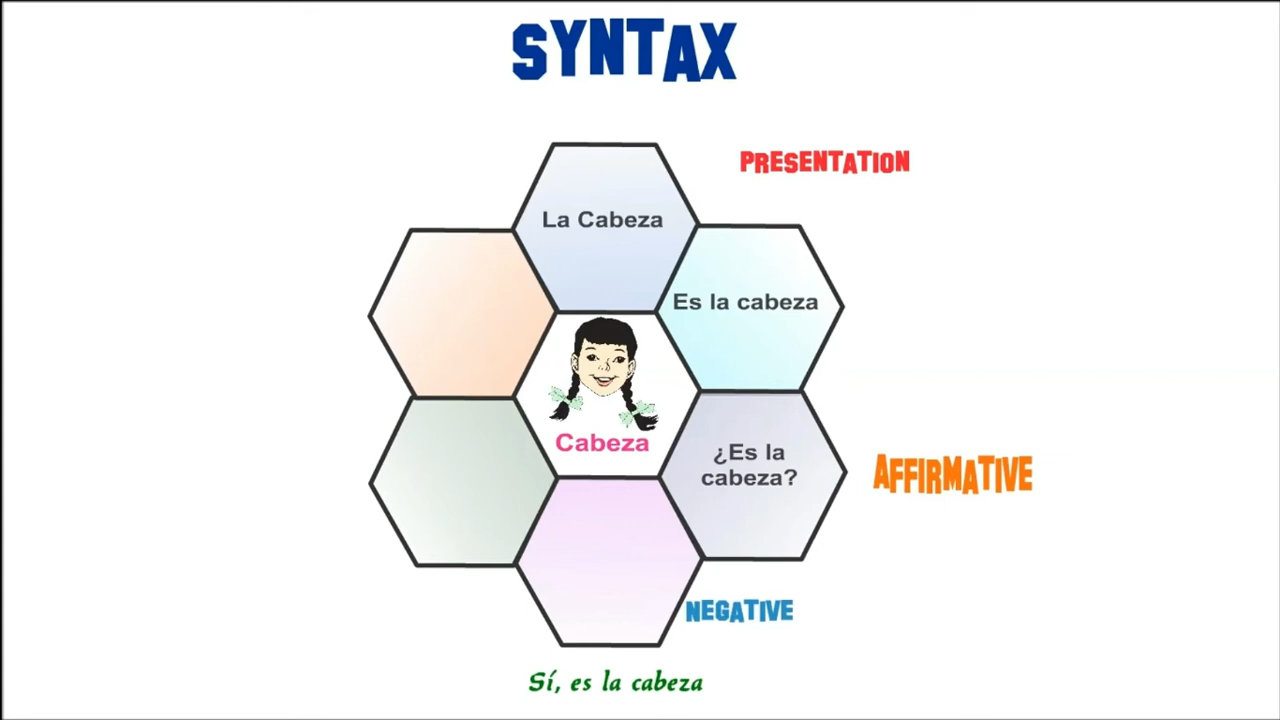 SYNTAX
PRESENTATION
La Cabeza
Es la cabeza
Cabeza
¿Es la
cabeza?
AFFIRMATIVE
NEGATIVE
Sí, es la cabeza